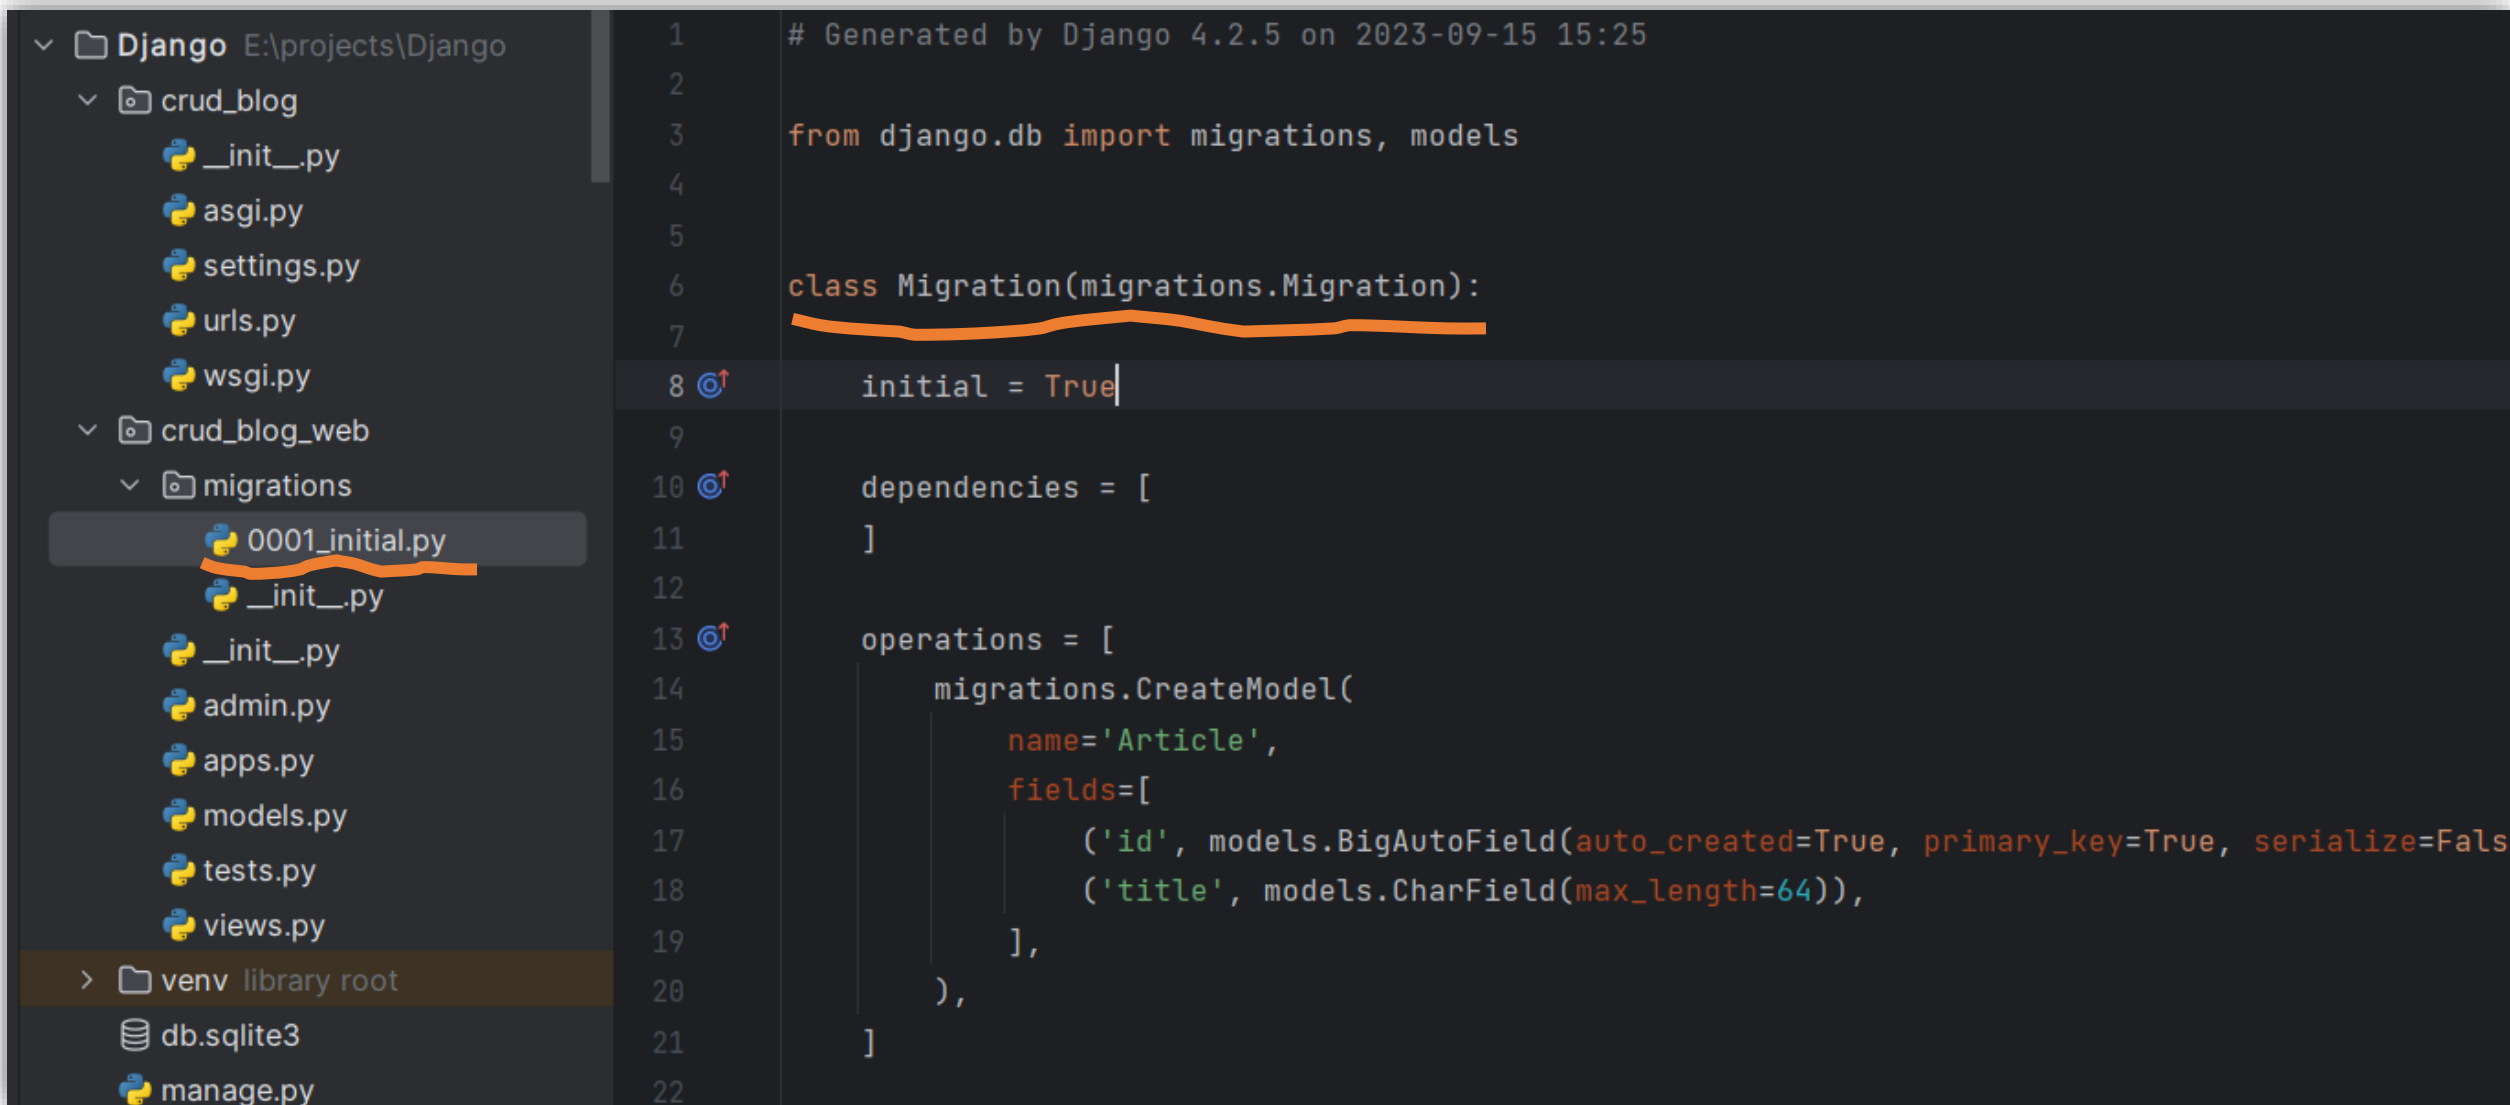 Django E:\projects\Django
crud_blog
__init__.py
asgi.py
settings.py
urls.py
wsgi.py
crud_blog_web
migrations
0001_initial.py
__init__.py
__init__.py
admin.py
apps.py
models.py
tests.py
views.py
venv library root
db.sqlite3
manage.py
1 # Generated by Django 4.2.5 on 2023-09-15 15:25
2
3 from django.db import migrations, models
4
5
6 class Migration(migrations.Migration):
7
8 initial = True
9
10 dependencies = [
11 ]
12
13 operations = [
14 migrations.CreateModel(
15 name='Article',
16 fields=[
17 ('id', models.BigAutoField(auto_created=True, primary_key=True, serialize=Fals
18 ('title', models.CharField(max_length=64)),
19 ],
20 ),
21 ]
22